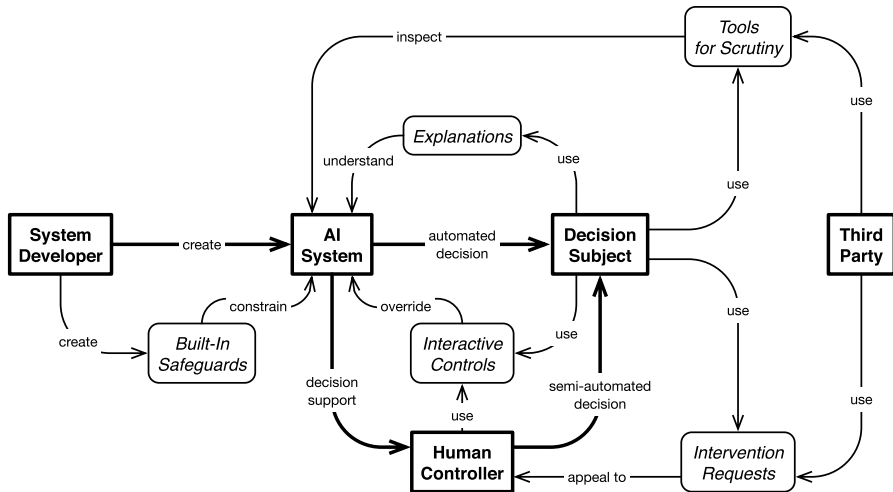 Tools
for Scrutiny
inspect
use
Explanations
understand
use
use
System
Developer
create
AI
System
automated
decision
Decision
Subject
Third
Party
create
constrain
override
use
use
Built-In
Safeguards
Interactive
Controls
decision
support
use
semi-automated
decision
use
Human
Controller
appeal to
Intervention
Requests